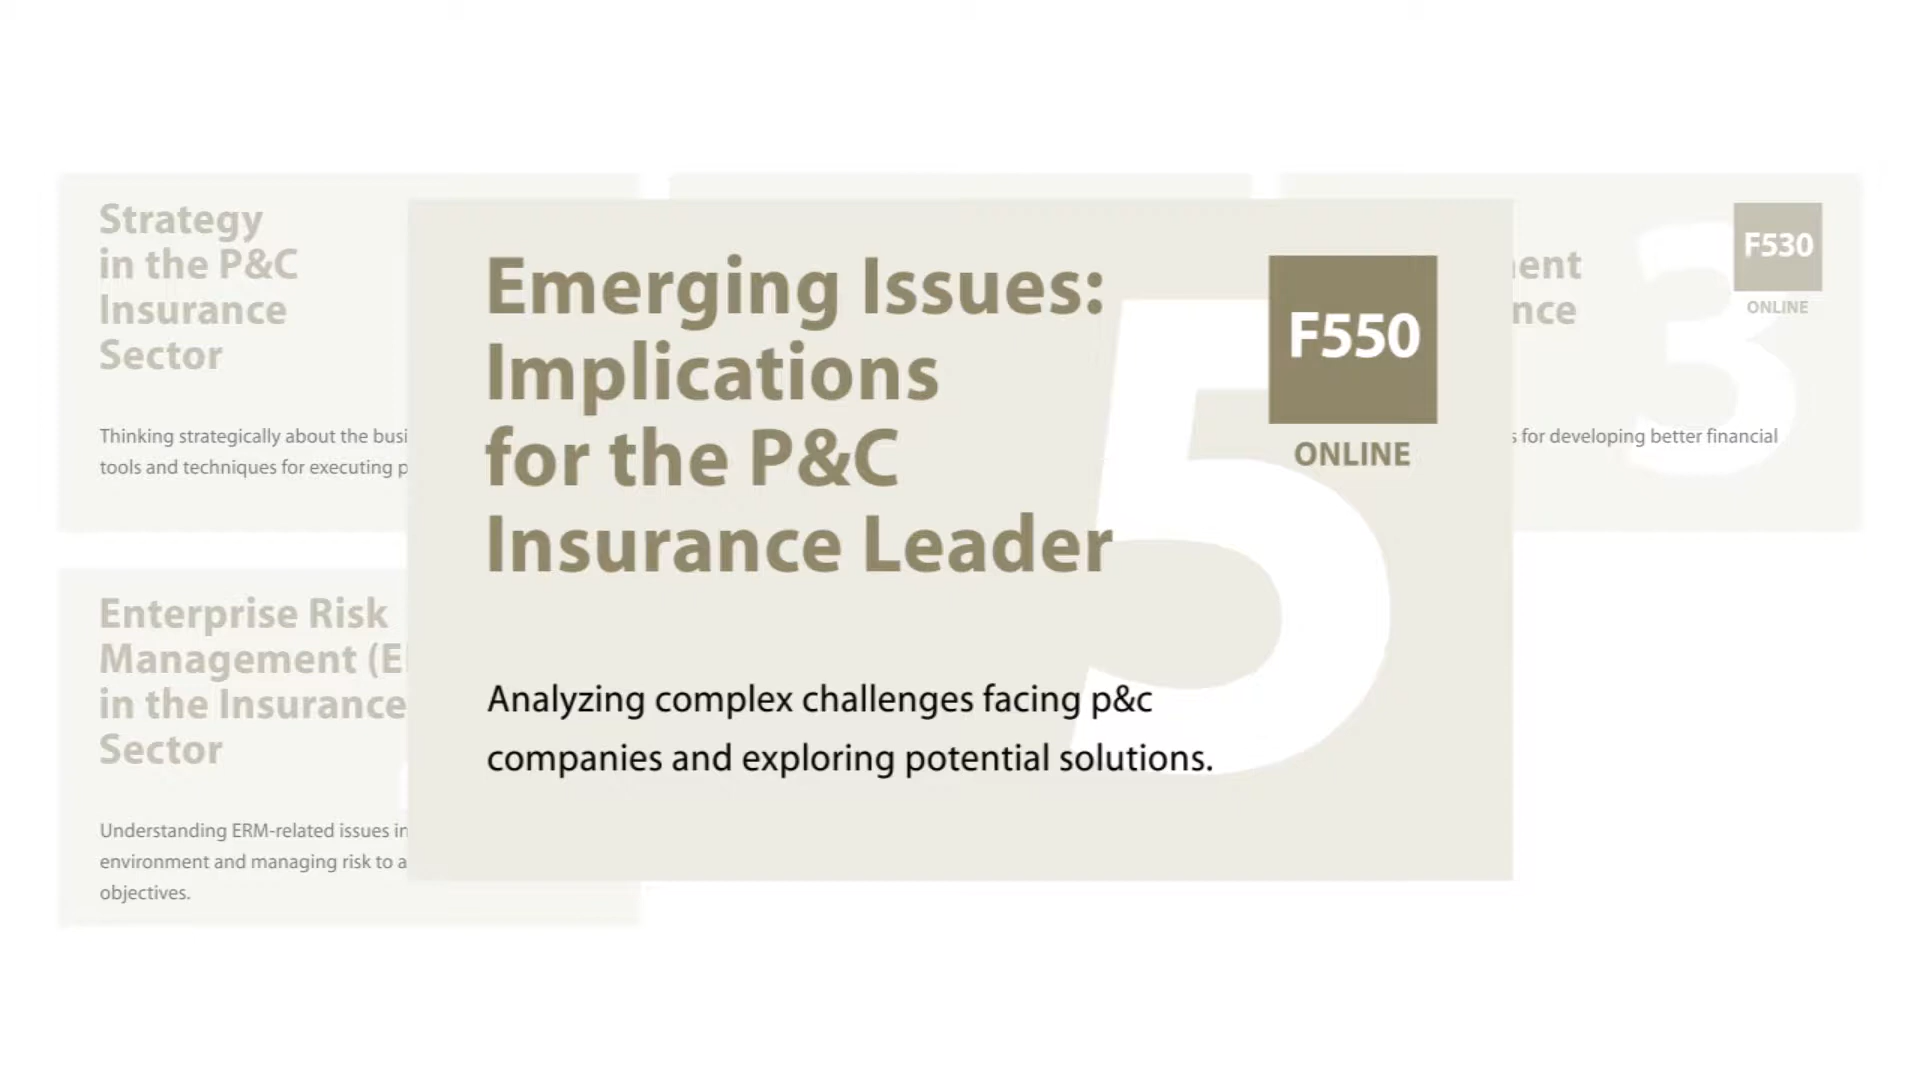 Strategy
in the P&C
Insurance
Sector
Thinking strategically about the busi
tools and techniques for executing p
Emerging Issues:
Implications
for the P&C
Insurance Leader
5
F550
ONLINE
Analyzing complex challenges facing p&c
companies and exploring potential solutions.
ent
nce
3
F530
ONLINE
for developing better financial
Enterprise Risk
Management (E
in the Insurance
Sector
Understanding ERM-related issues in
environment and managing risk to a
objectives.